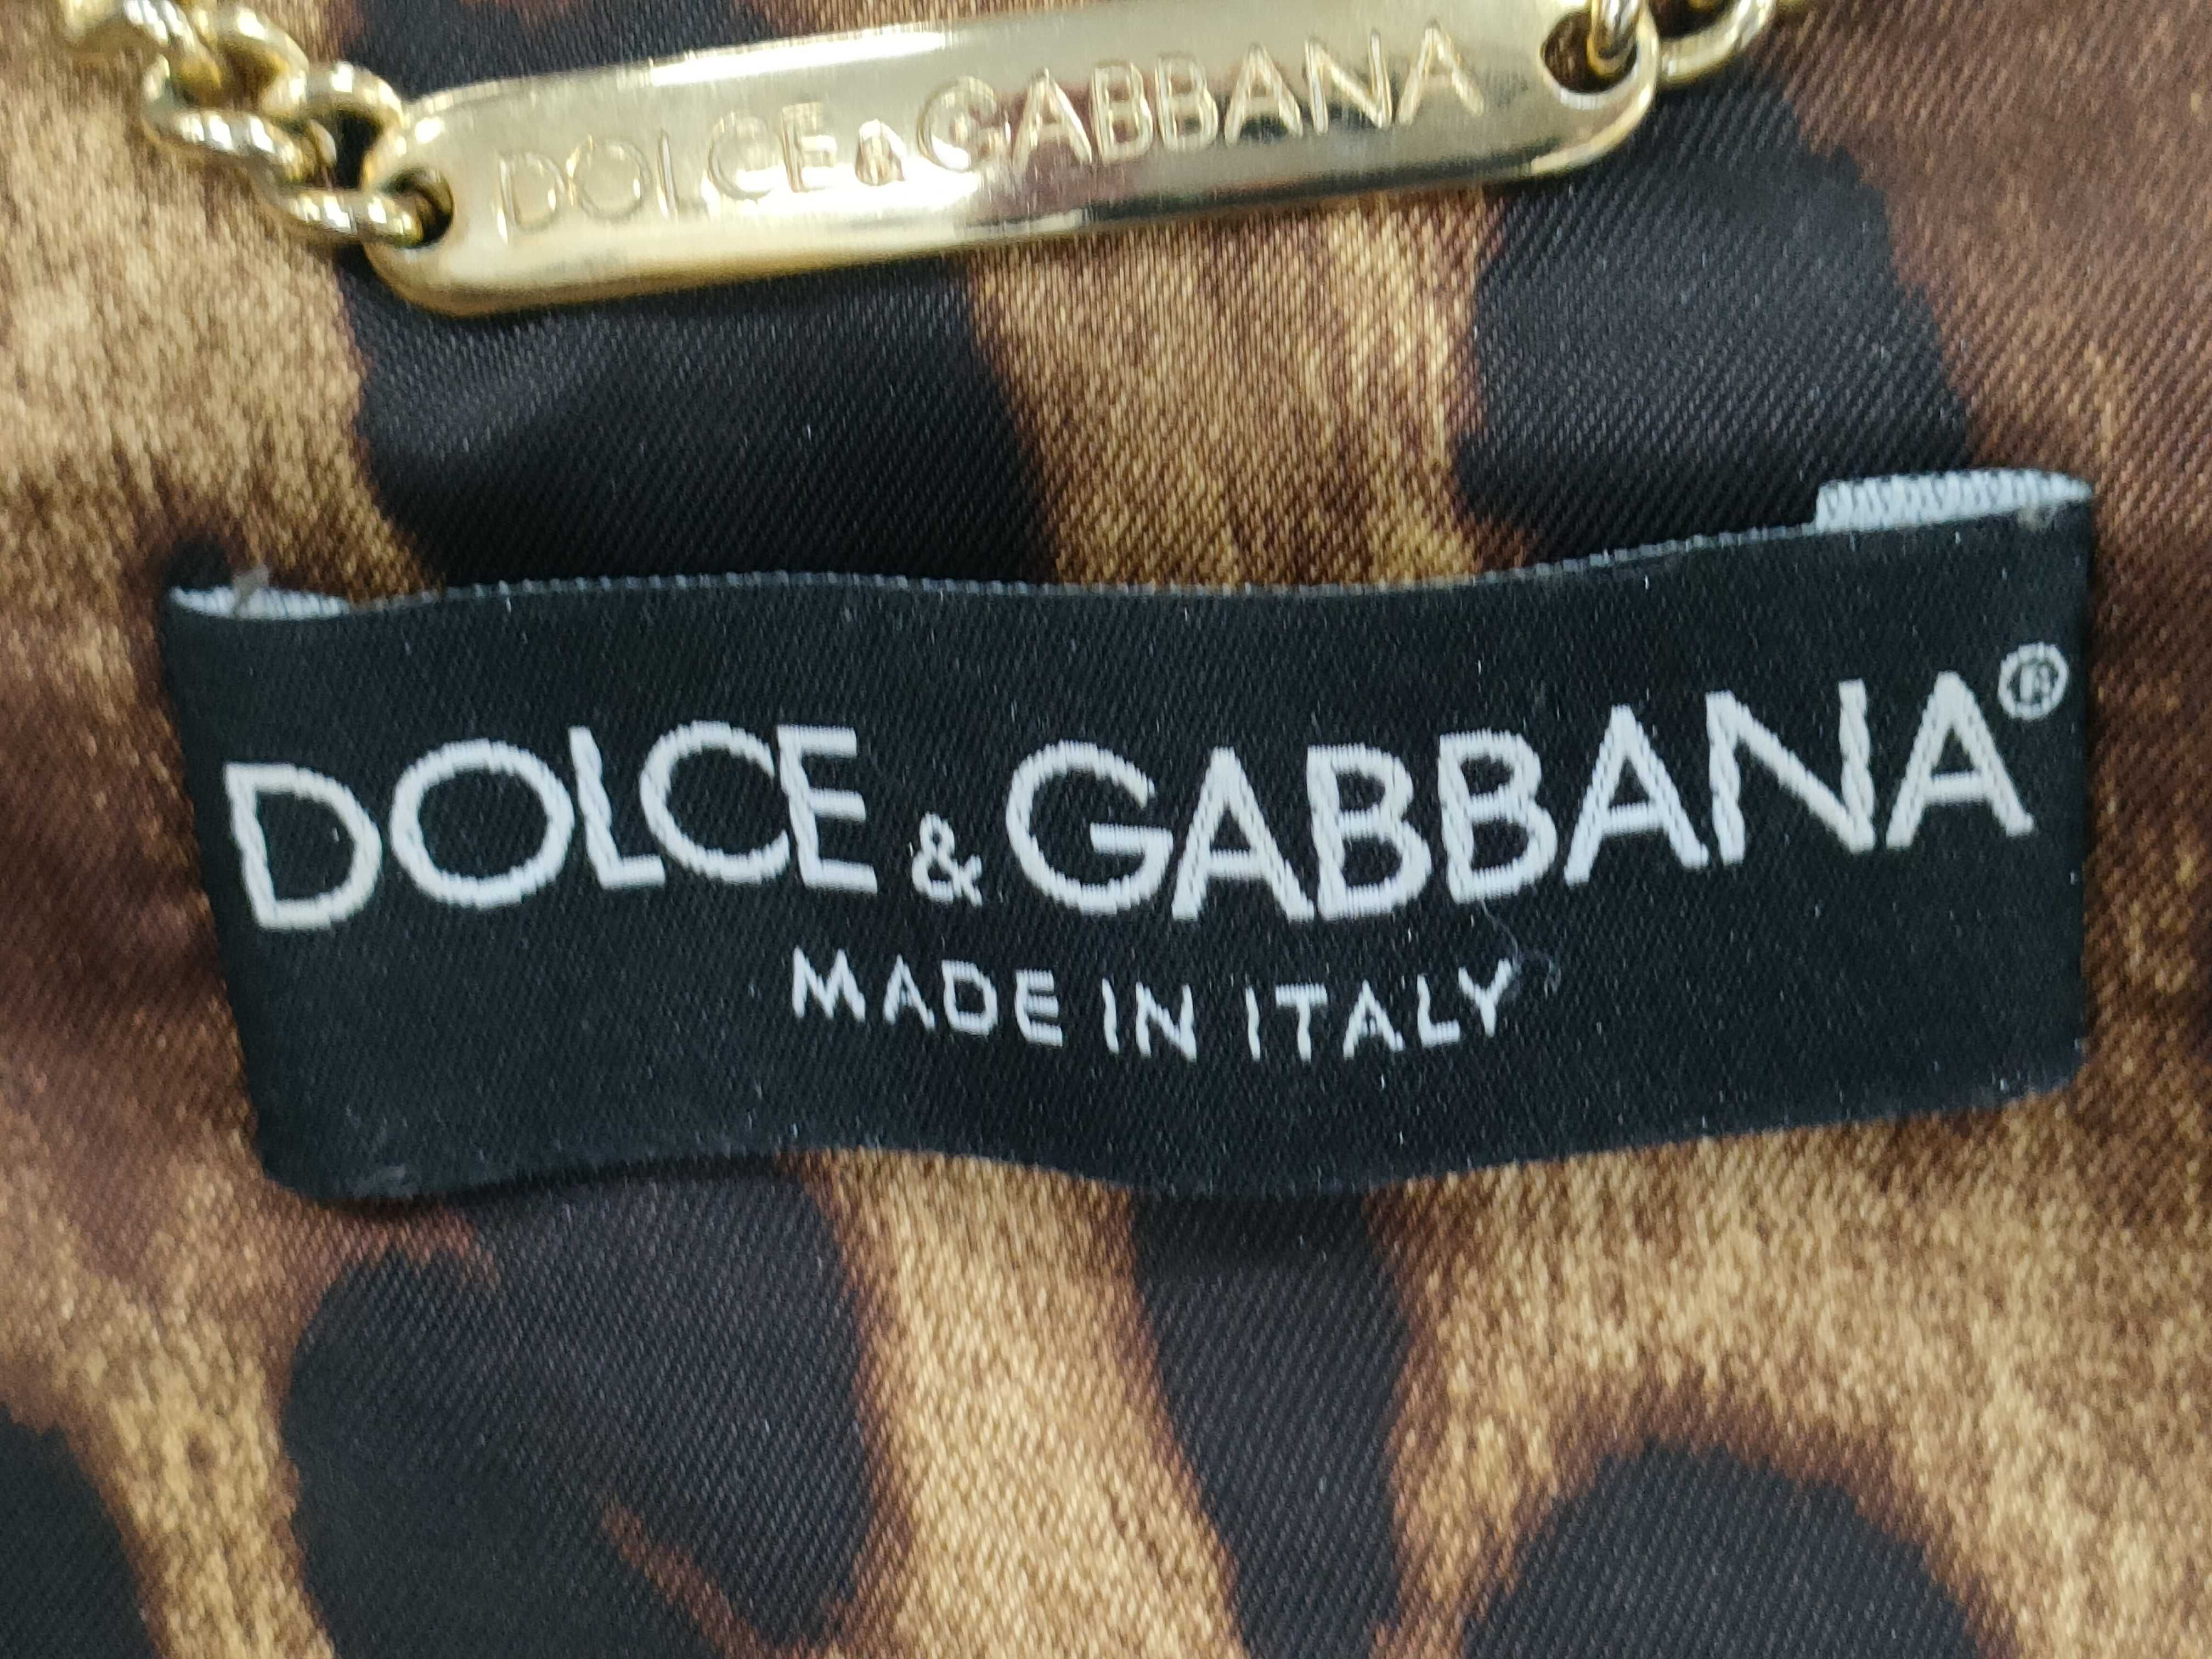 DOLCE & GABBANA
DOLCE & GABBANA®
MADE IN ITALY